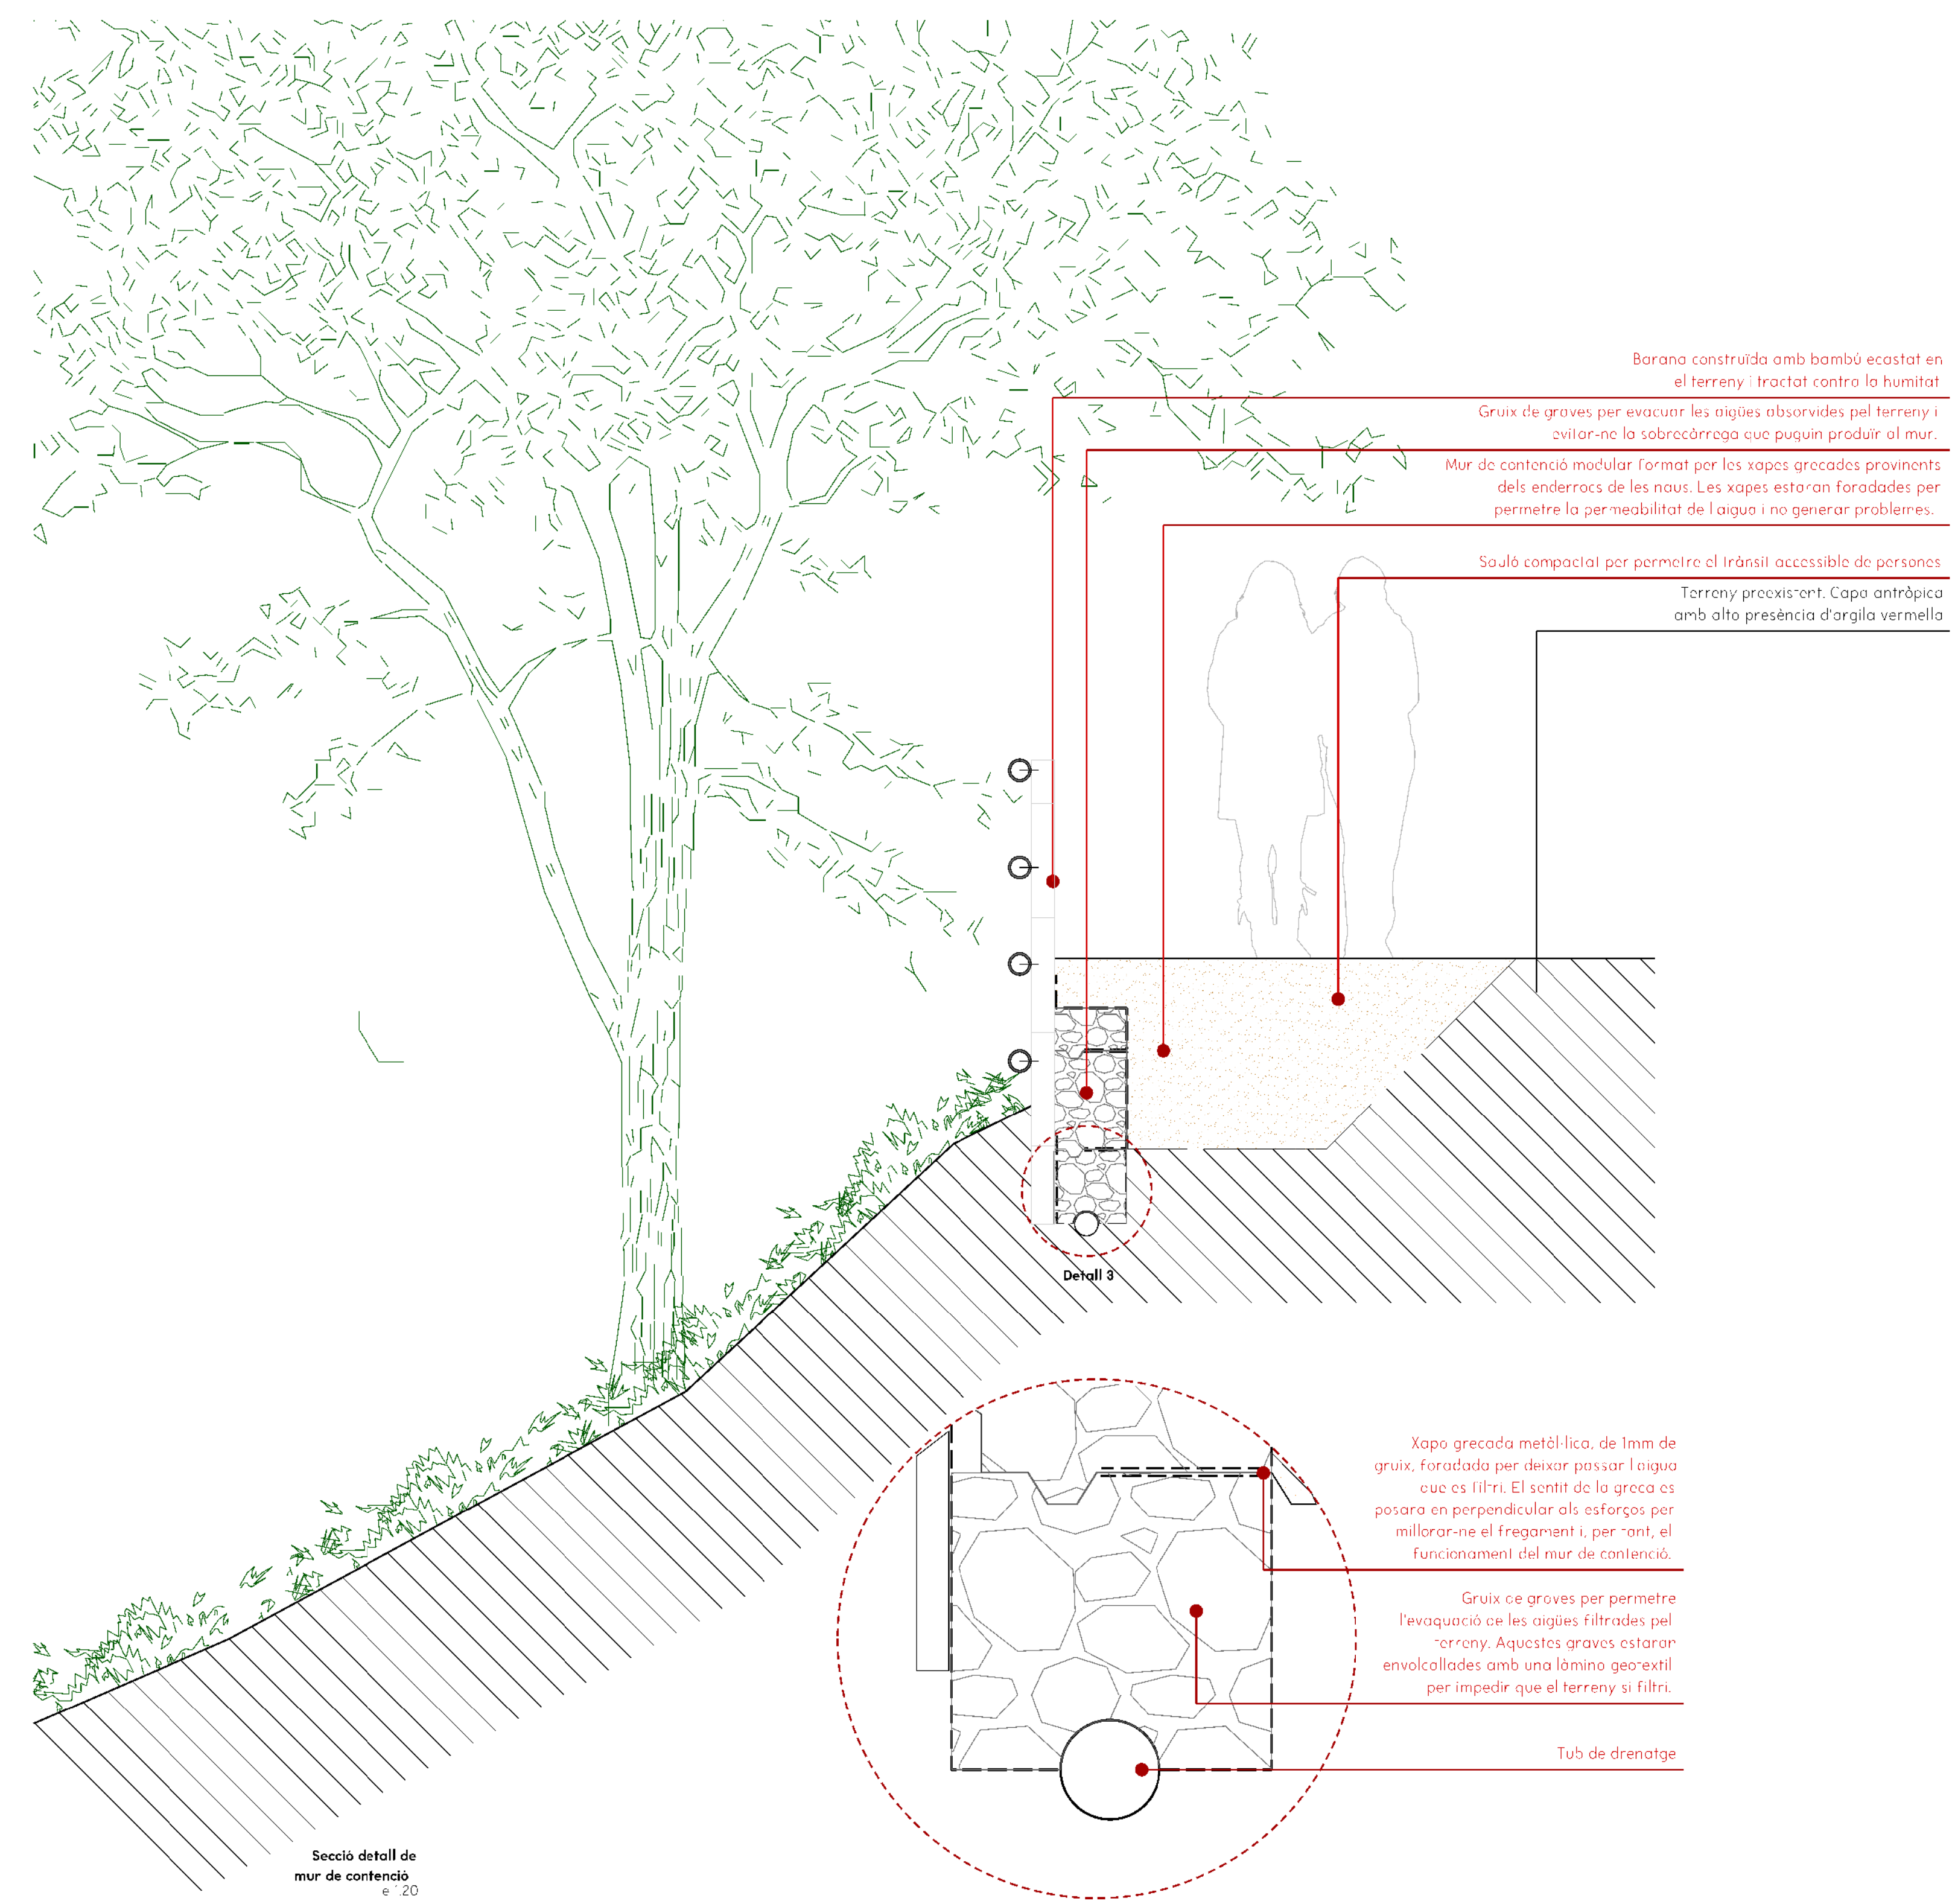 Barana construïda amb bambú ecastat en
el terreny i tractat contra la humitat
Gruix de graves per evacuar les aigües absorvides pel terreny i
evitar-ne la sobrecàrrega que puguin produïr al mur.
Mur de contenció modular format per les xapes grecades provinents
dels enderrocs de les naus. Les xapes estaran foradades per
permetre la permeabilitat de l'aigua i no generar problemes.
Sauló compactat per permetre el trànsit accessible de persones
Terreny preexistent. Capa antròpica
amb alta presència d'argila vermella
Detall 3
Xapa grecada metàl·lica, de 1mm de
gruix, foradada per deixar passar l'aigua
que es filtri. El sentit de la greca es
posara en perpendicular als esforços per
millorar-ne el fregament i, per tant, el
funcionament del mur de contenció.
Gruix de graves per permetre
l'evaquació de les aigües filtrades pel
terreny. Aquestes graves estaran
envolcallades amb una làmina geotextil
per impedir que el terreny si filtri.
Tub de drenatge
Secció detall de
mur de contenció
e 1.20